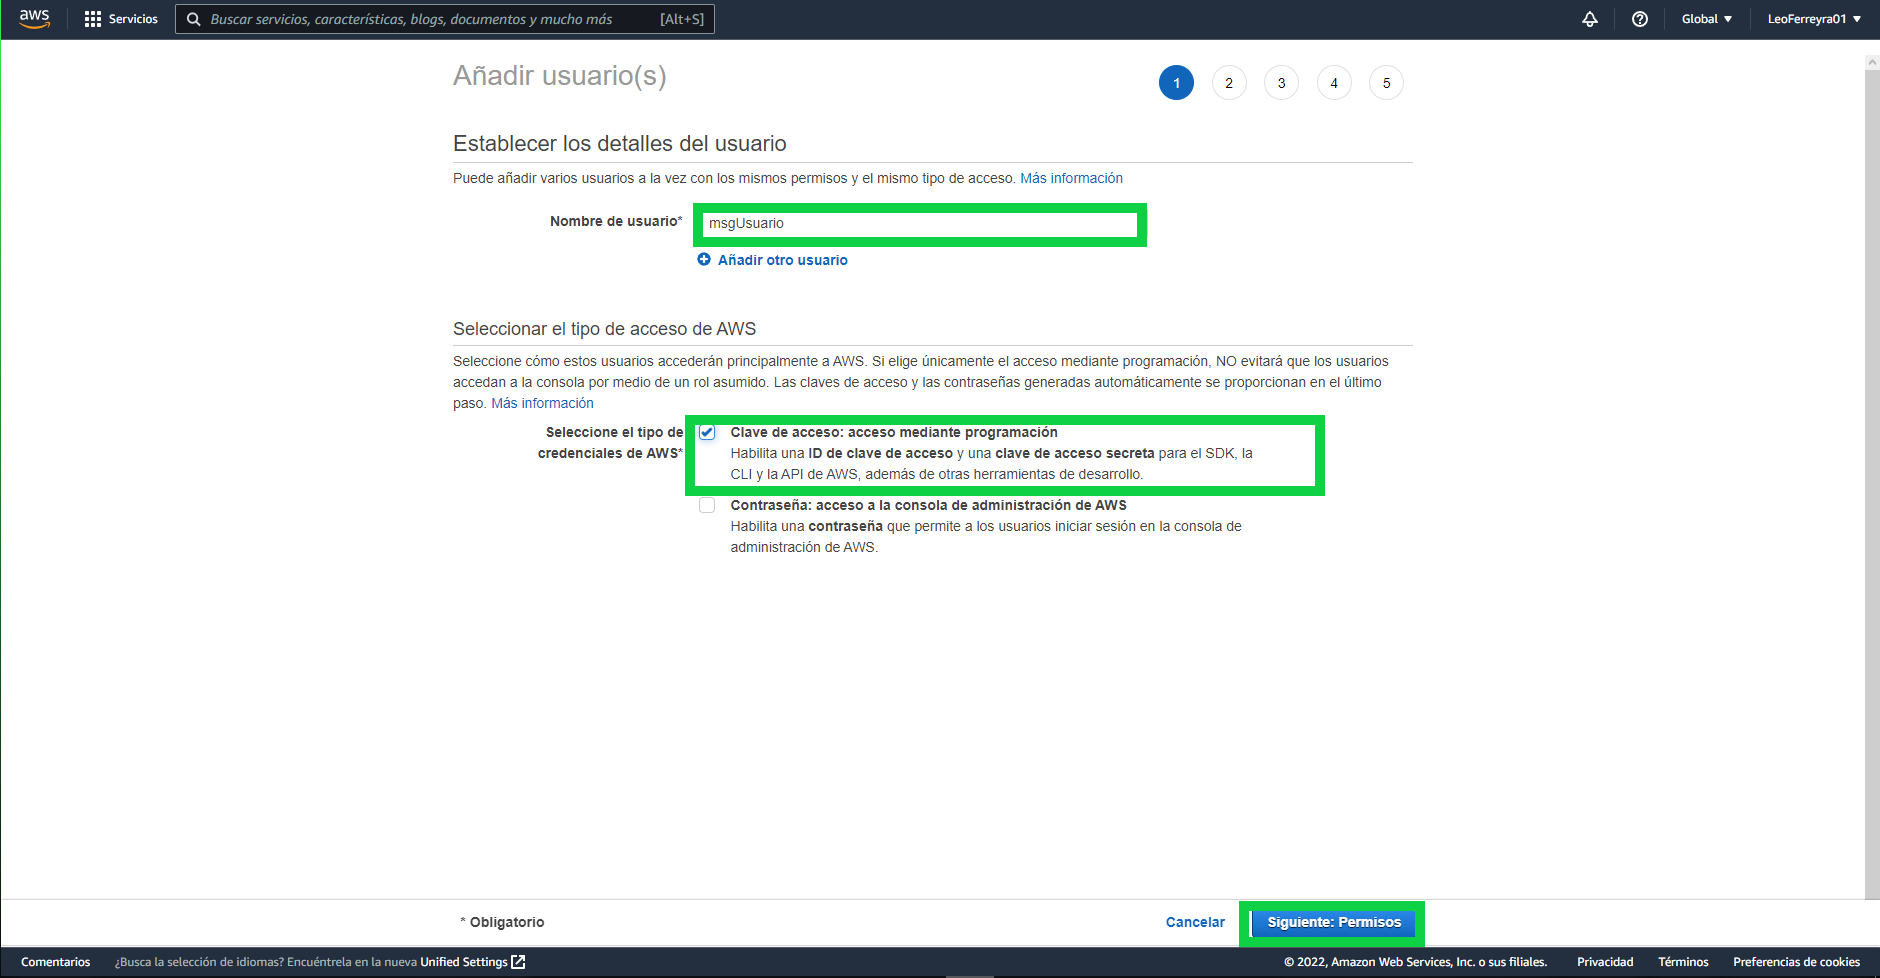 aws
Servicios
Buscar servicios, características, blogs, documentos y mucho más [Alt+S]
Global ▼
LeoFerreyra01 ▼
Añadir usuario(s)
1 2 3 4 5
Establecer los detalles del usuario
Puede añadir varios usuarios a la vez con los mismos permisos y el mismo tipo de acceso. Más información
Nombre de usuario*
msgUsuario
Añadir otro usuario
Seleccionar el tipo de acceso de AWS
Seleccione cómo estos usuarios accederán principalmente a AWS. Si elige únicamente el acceso mediante programación, NO evitará que los usuarios
accedan a la consola por medio de un rol asumido. Las claves de acceso y las contraseñas generadas automáticamente se proporcionan en el último
paso. Más información
Seleccione el tipo de
credenciales de AWS*
Clave de acceso: acceso mediante programación
Habilita una ID de clave de acceso y una clave de acceso secreta para el SDK, la
CLI y la API de AWS, además de otras herramientas de desarrollo.
Contraseña: acceso a la consola de administración de AWS
Habilita una contraseña que permite a los usuarios iniciar sesión en la consola de
administración de AWS.
* Obligatorio
Cancelar
Siguiente: Permisos
Comentarios
¿Busca la selección de idiomas? Encuéntrela en la nueva Unified Settings
© 2022, Amazon Web Services, Inc. o sus filiales.
Privacidad
Términos
Preferencias de cookies